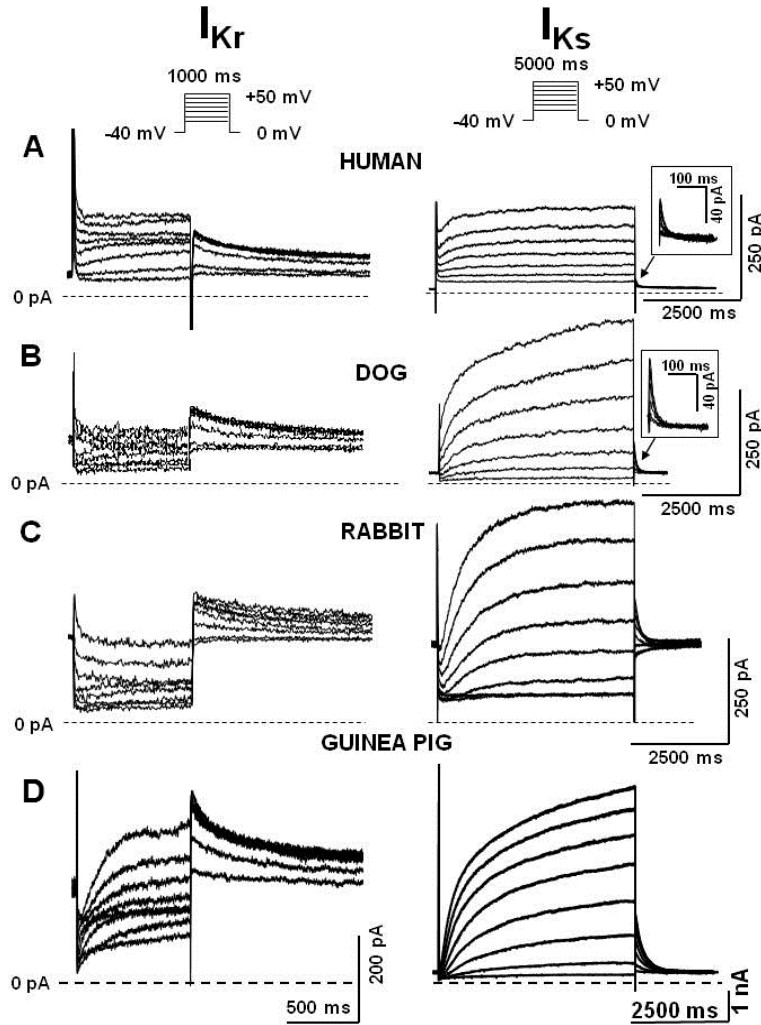 IKr
IKs
1000 ms
+50 mV
-40 mV
0 mV
5000 ms
+50 mV
-40 mV
0 mV
A
HUMAN
100 ms
40 pA
0 pA
250 pA
2500 ms
B
DOG
100 ms
40 pA
0 pA
250 pA
2500 ms
C
RABBIT
0 pA
250 pA
2500 ms
GUINEA PIG
D
0 pA
200 pA
500 ms
1 nA
2500 ms